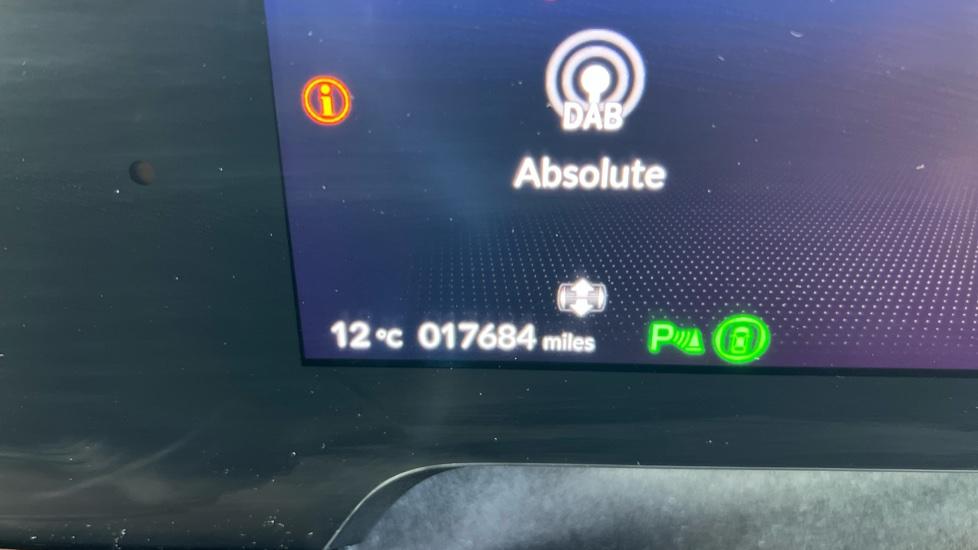 i
DAB
Absolute
12 °C 017684 miles P